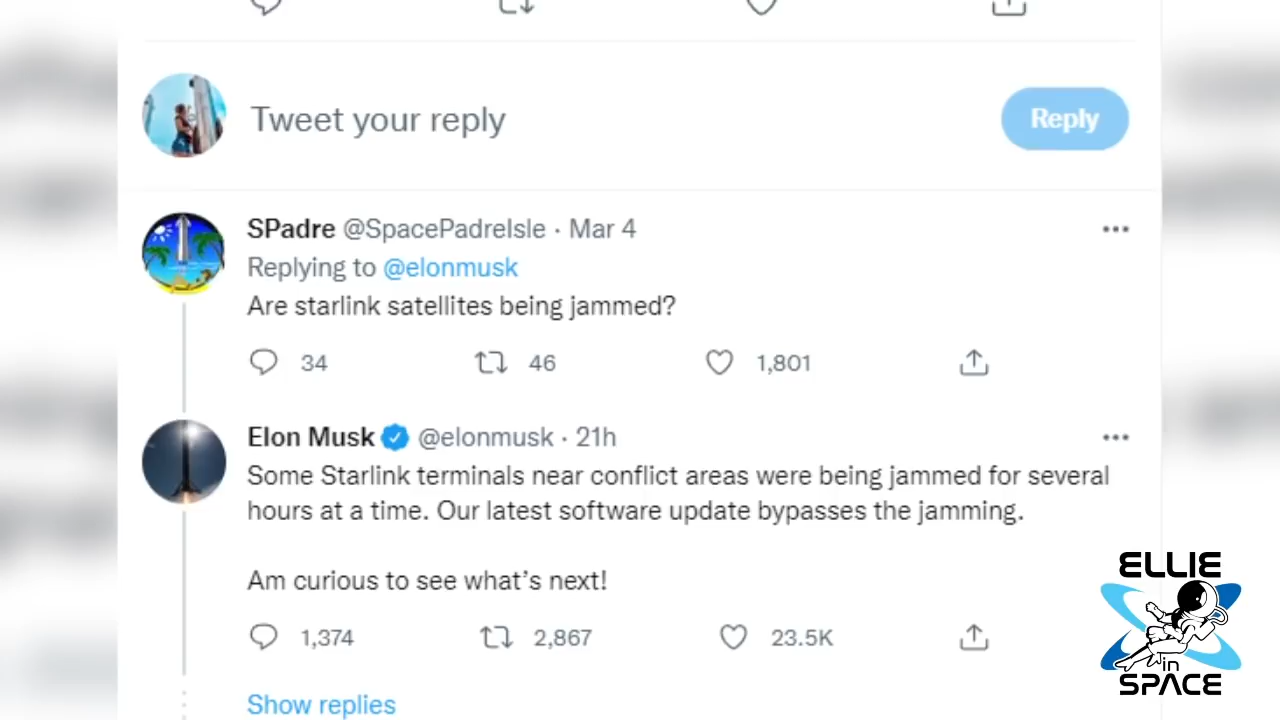 Tweet your reply
Reply
SPadre @SpacePadreIsle · Mar 4
Replying to @elonmusk
Are starlink satellites being jammed?
34 46 1,801
Elon Musk @elonmusk · 21h
Some Starlink terminals near conflict areas were being jammed for several
hours at a time. Our latest software update bypasses the jamming.
Am curious to see what's next!
1,374 2,867 23.5K
Show replies
ELLIE
in
SPACE